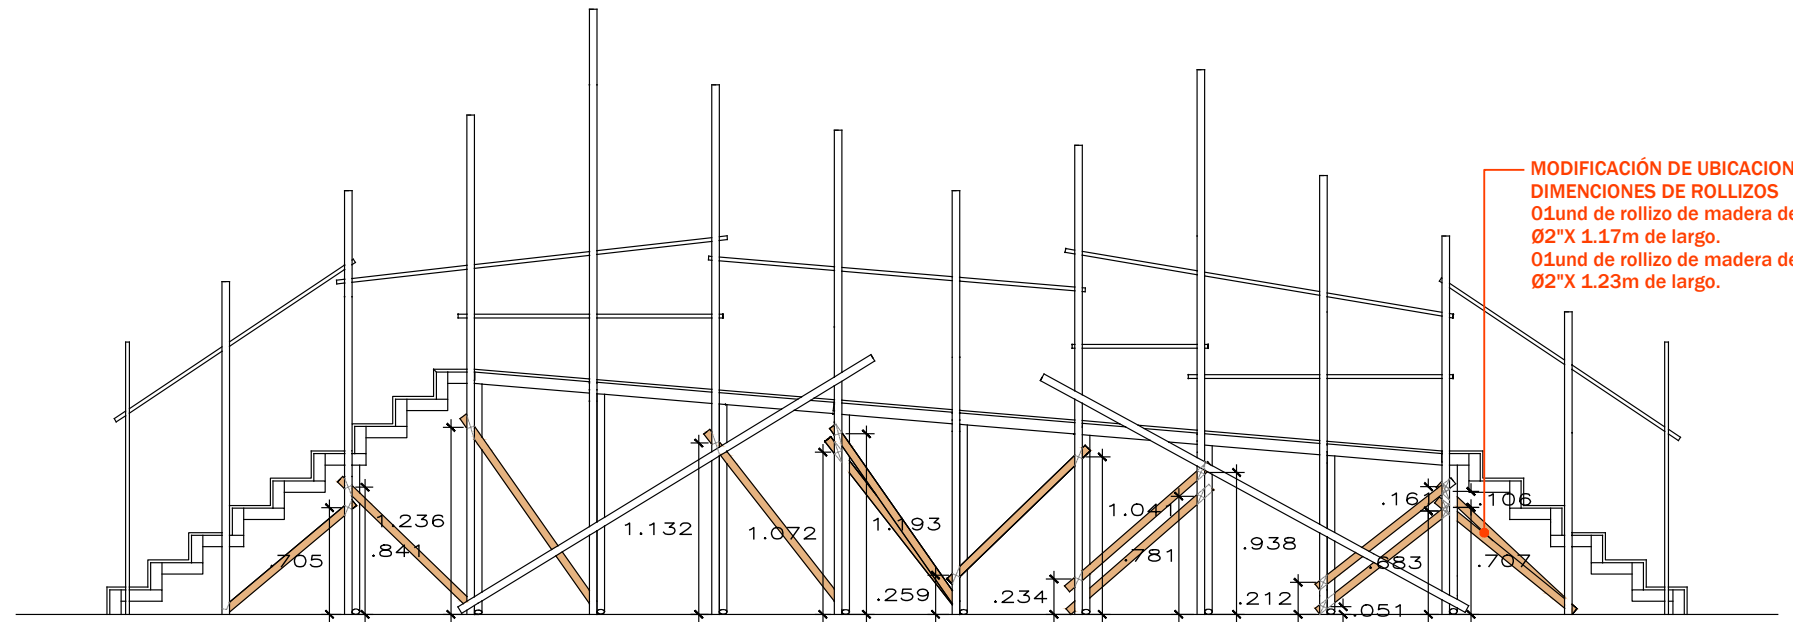 MODIFICACIÓN DE UBICACION
DIMENCIONES DE ROLLIZOS
01und de rollizo de madera de
Ø2"X 1.17m de largo.
01und de rollizo de madera de
Ø2"X 1.23m de largo.
.161
.106
1.236
1.132
1.072
1.193
1.041
.938
.841
.705
.781
.683
.707
.259
.234
.212
.051